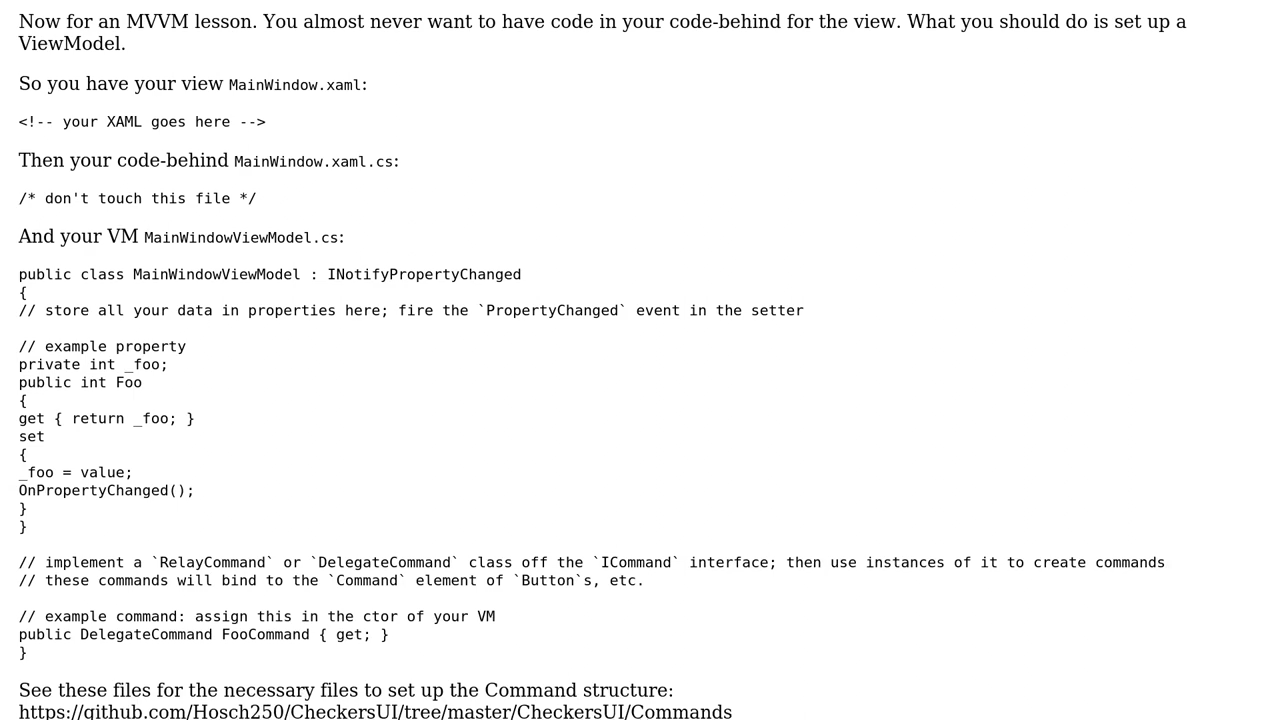 Now for an MVVM lesson. You almost never want to have code in your code-behind for the view. What you should do is set up a
ViewModel.
So you have your view MainWindow.xaml:
<!-- your XAML goes here -->
Then your code-behind MainWindow.xaml.cs:
/* don't touch this file */
And your VM MainWindowViewModel.cs:
public class MainWindowViewModel : INotifyPropertyChanged
{
// store all your data in properties here; fire the `PropertyChanged` event in the setter
// example property
private int _foo;
public int Foo
{
get { return _foo; }
set
{
_foo = value;
OnPropertyChanged();
}
}
// implement a `RelayCommand` or `DelegateCommand` class off the `ICommand` interface; then use instances of it to create commands
// these commands will bind to the `Command` element of `Button`s, etc.
// example command: assign this in the ctor of your VM
public DelegateCommand FooCommand { get; }
}
See these files for the necessary files to set up the Command structure:
https://github.com/Hosch250/CheckersUI/tree/master/CheckersUI/Commands